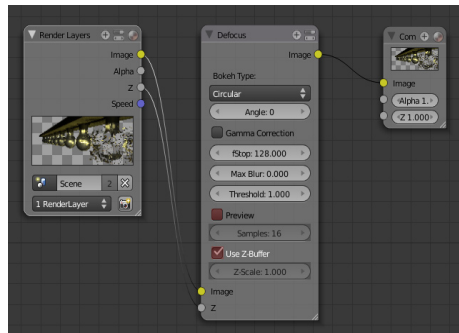 Render Layers
Image
Alpha
Z
Speed
Scene
2
1 RenderLayer
Defocus
Image
Bokeh Type:
Circular
Angle: 0
Gamma Correction
fStop: 128.000
Max Blur: 0.000
Threshold: 1.000
Preview
Samples: 16
Use Z-Buffer
Z-Scale: 1.000
Image
Z
Com
Image
Alpha 1.
Z 1.000